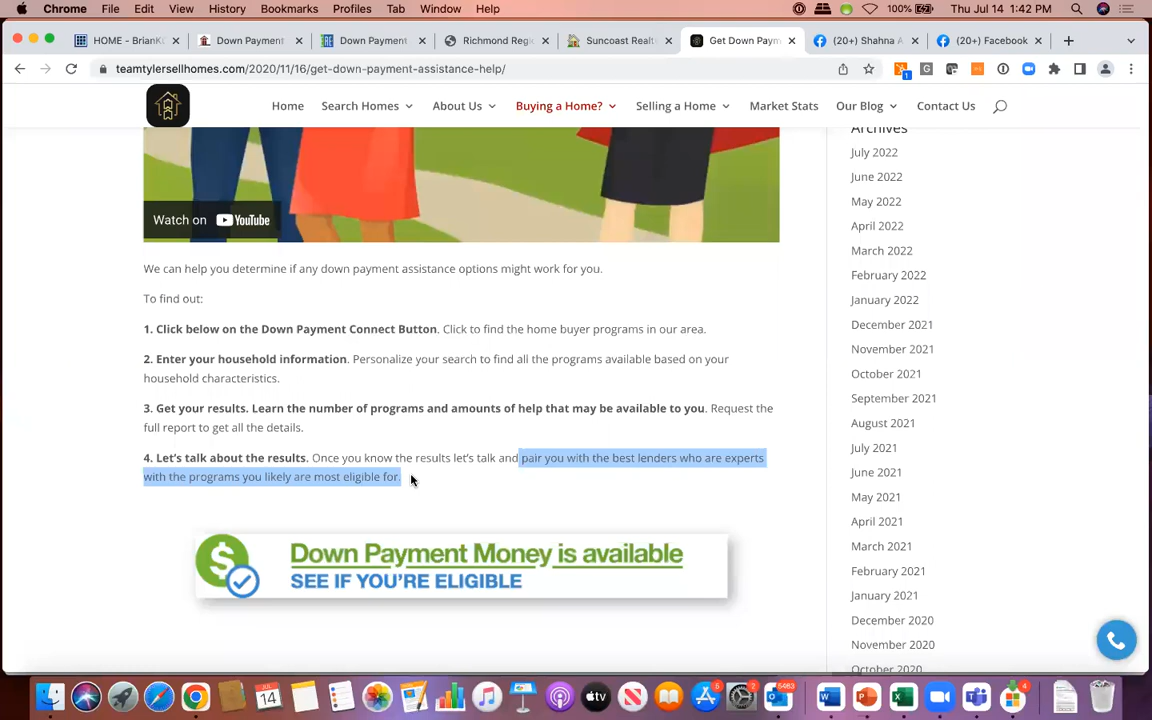 Chrome File Edit View History Bookmarks Profiles Tab Window Help 100% Thu Jul 14 1:42 PM
HOME - BrianK Down Payment Down Payment Richmond Regi Suncoast Realt Get Down Paym (20+) Shahna A (20+) Facebook
teamtylersellhomes.com/2020/11/16/get-down-payment-assistance-help/
Home Search Homes About Us Buying a Home? Selling a Home Market Stats Our Blog Contact Us
Watch on YouTube
We can help you determine if any down payment assistance options might work for you.
To find out:
1. Click below on the Down Payment Connect Button. Click to find the home buyer programs in our area.
2. Enter your household information. Personalize your search to find all the programs available based on your
household characteristics.
3. Get your results. Learn the number of programs and amounts of help that may be available to you. Request the
full report to get all the details.
4. Let's talk about the results. Once you know the results let's talk and pair you with the best lenders who are experts
with the programs you likely are most eligible for.
Down Payment Money is available
SEE IF YOU'RE ELIGIBLE
Archives
July 2022
June 2022
May 2022
April 2022
March 2022
February 2022
January 2022
December 2021
November 2021
October 2021
September 2021
August 2021
July 2021
June 2021
May 2021
April 2021
March 2021
February 2021
January 2021
December 2020
November 2020
October 2020